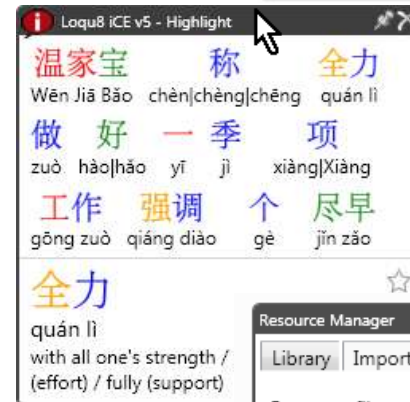 Loqu8 iCE v5 - Highlight
温家宝 称 全力
Wēn Jiā Bǎo chèn|chèng|chēng quán lì
做 好 一 季 项
zuò hào|hǎo yī jì xiàng|Xiàng
工作 强调 个 尽早
gōng zuò qiáng diào gè jǐn zǎo
全力
quán lì
with all one's strength /
(effort) / fully (support)
Resource Manager
Library Import